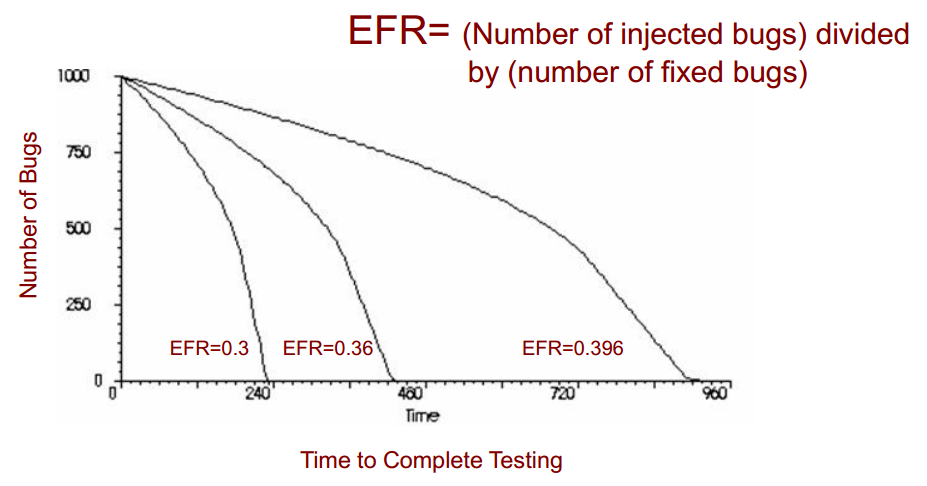 EFR= (Number of injected bugs) divided
by (number of fixed bugs)
1000
750
500
250
0
Number of Bugs
EFR=0.3
EFR=0.36
EFR=0.396
0
240
480
720
960
Time
Time to Complete Testing